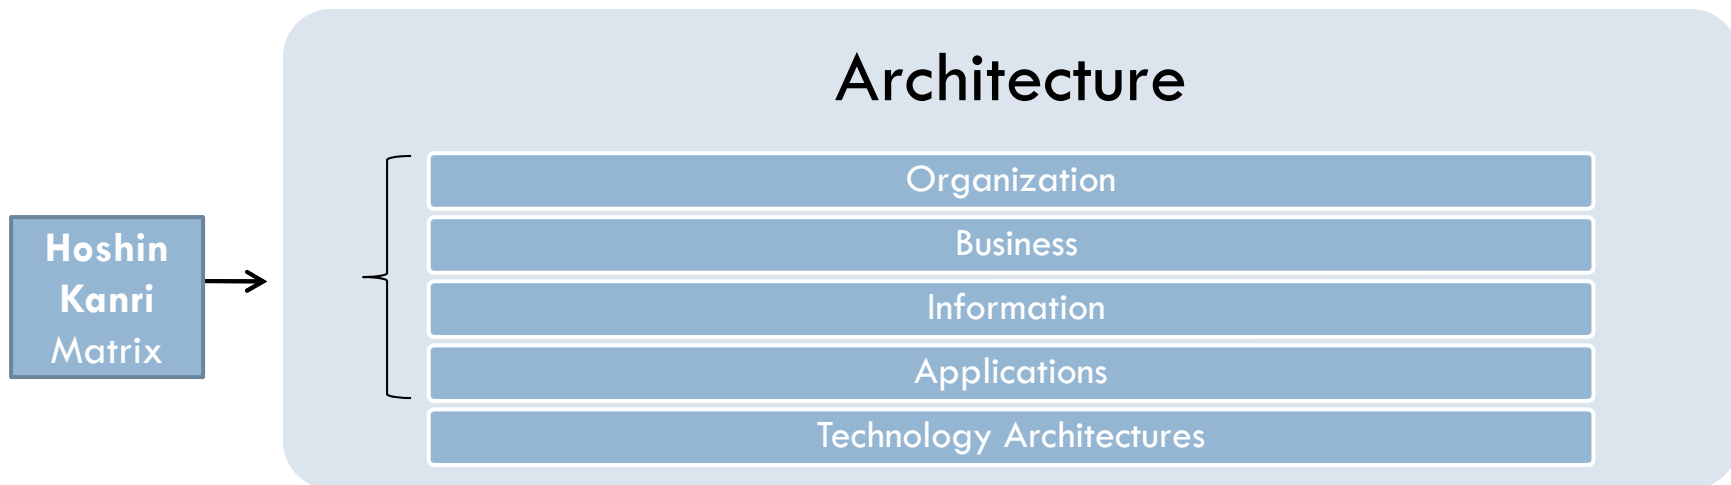 Architecture
Hoshin
Kanri
Matrix
Organization
Business
Information
Applications
Technology Architectures